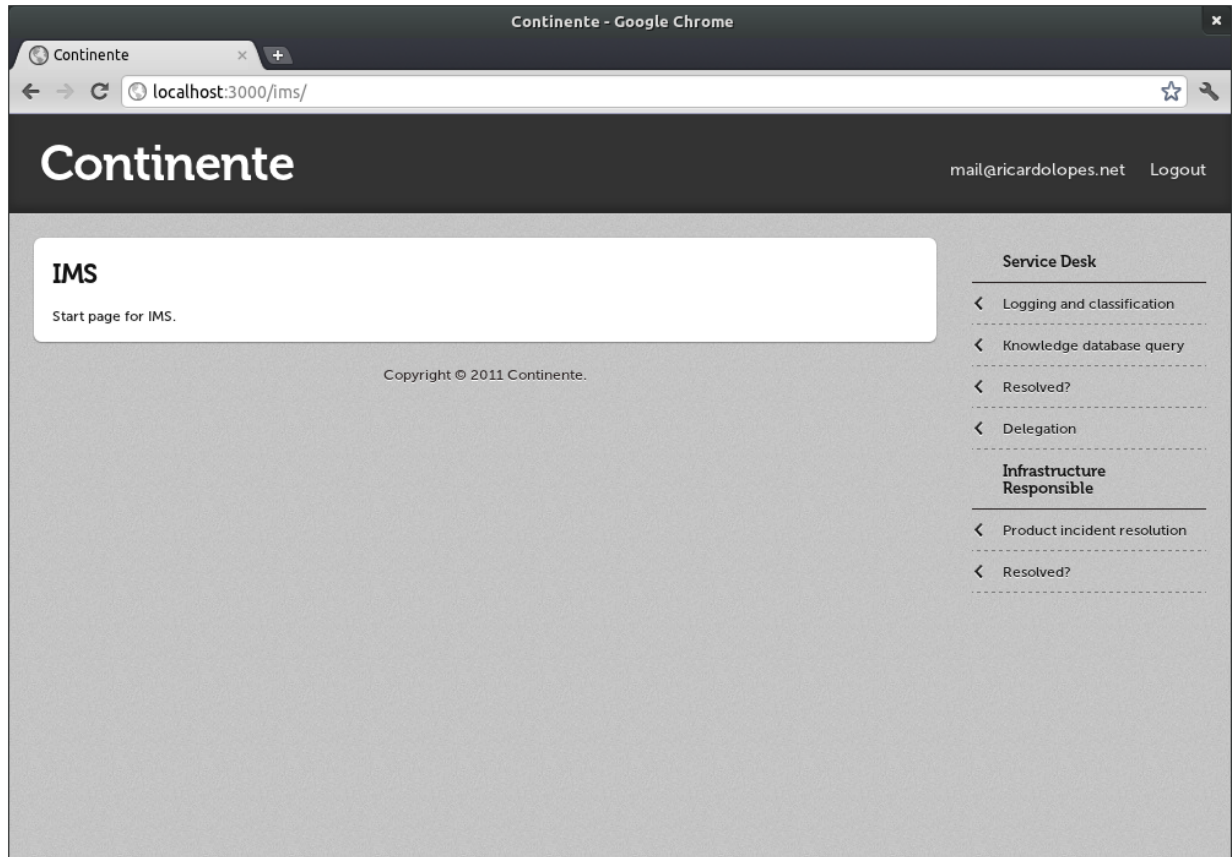 Continente - Google Chrome
Continente
localhost:3000/ims/
Continente
mail@ricardolopes.net Logout
IMS
Start page for IMS.
Copyright © 2011 Continente.
Service Desk
Logging and classification
Knowledge database query
Resolved?
Delegation
Infrastructure
Responsible
Product incident resolution
Resolved?